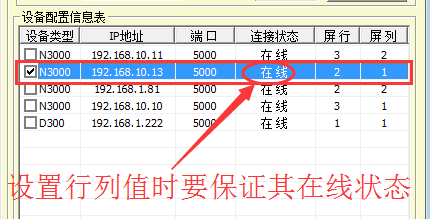 设备配置信息表
设备类型 IP地址 端口 连接状态 屏行 屏列
N3000 192.168.10.11 5000 在线 3 2
N3000 192.168.10.13 5000 在线 2 1
N3000 192.168.1.81 5000 在线 2 2
N3000 192.168.10.10 5000 在线 3 1
D300 192.168.1.222 5000 在线 1 1
设置行列值时要保证其在线状态